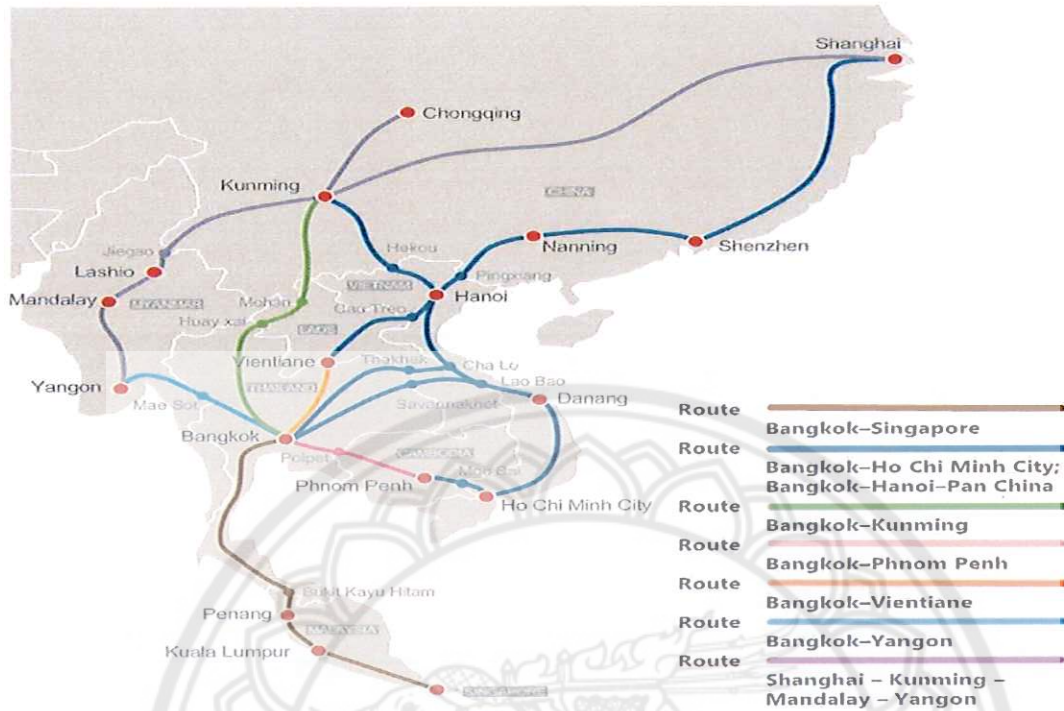 Shanghai
Chongqing
Kunming
CHINA
Jiegao
Hekou
Nanning
Shenzhen
Lashio
Pingxiang
Mandalay
MYANMAR
Mohan
VIETNAM
Hanoi
Huay xai
Cao Treo
LAOS
Vientiane
Thakhek
Cha Lo
Yangon
THAILAND
Lao Bao
Mae Sot
Savannakhet
Danang
Bangkok
Poipet
CAMBODIA
Moc Bai
Phnom Penh
Ho Chi Minh City
Bukit Kayu Hitam
Penang
MALAYSIA
Kuala Lumpur
SINGAPORE
Route
Bangkok–Singapore
Route
Bangkok–Ho Chi Minh City;
Bangkok–Hanoi–Pan China
Route
Bangkok–Kunming
Route
Bangkok–Phnom Penh
Route
Bangkok–Vientiane
Route
Bangkok–Yangon
Route
Shanghai – Kunming –
Mandalay – Yangon